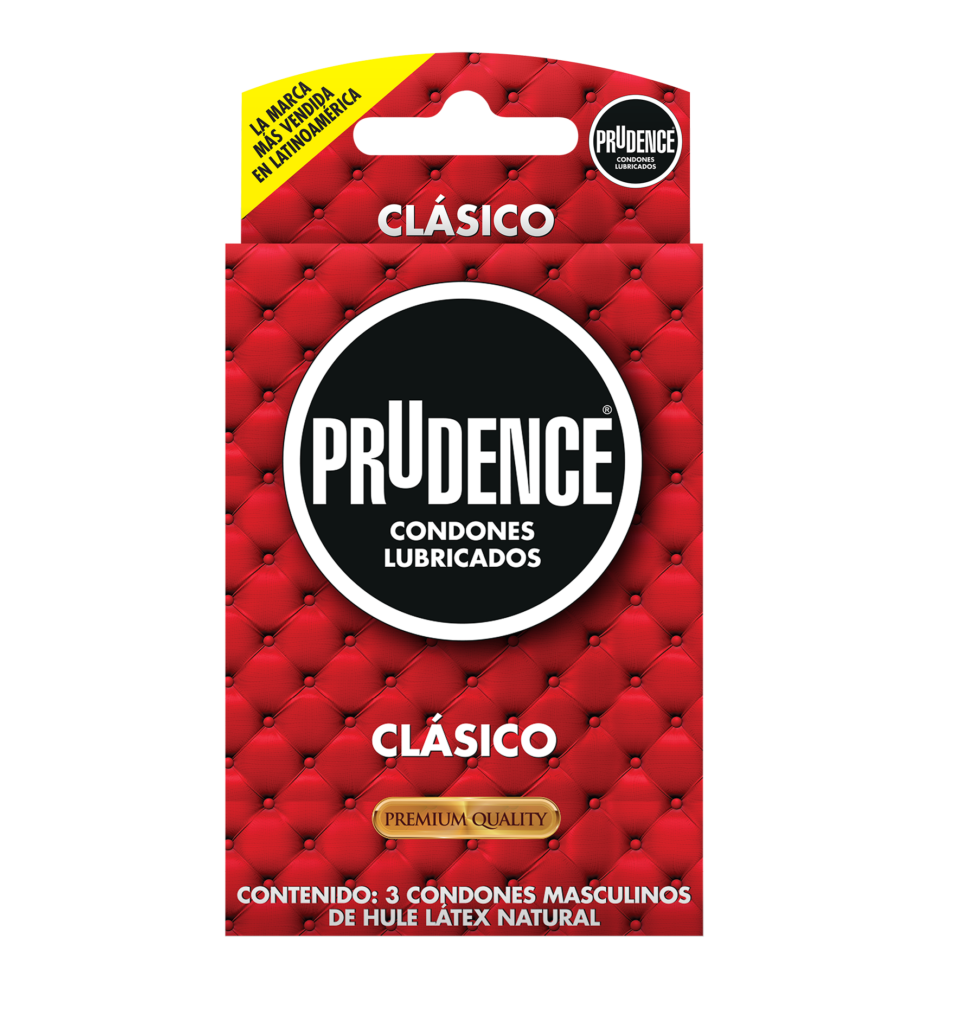 LA MARCA
MÁS VENDIDA
EN LATINOAMÉRICA
PRUDENCE
CONDONES
LUBRICADOS
CLÁSICO
PRUDENCE®
CONDONES
LUBRICADOS
CLÁSICO
PREMIUM QUALITY
CONTENIDO: 3 CONDONES MASCULINOS
DE HULE LÁTEX NATURAL